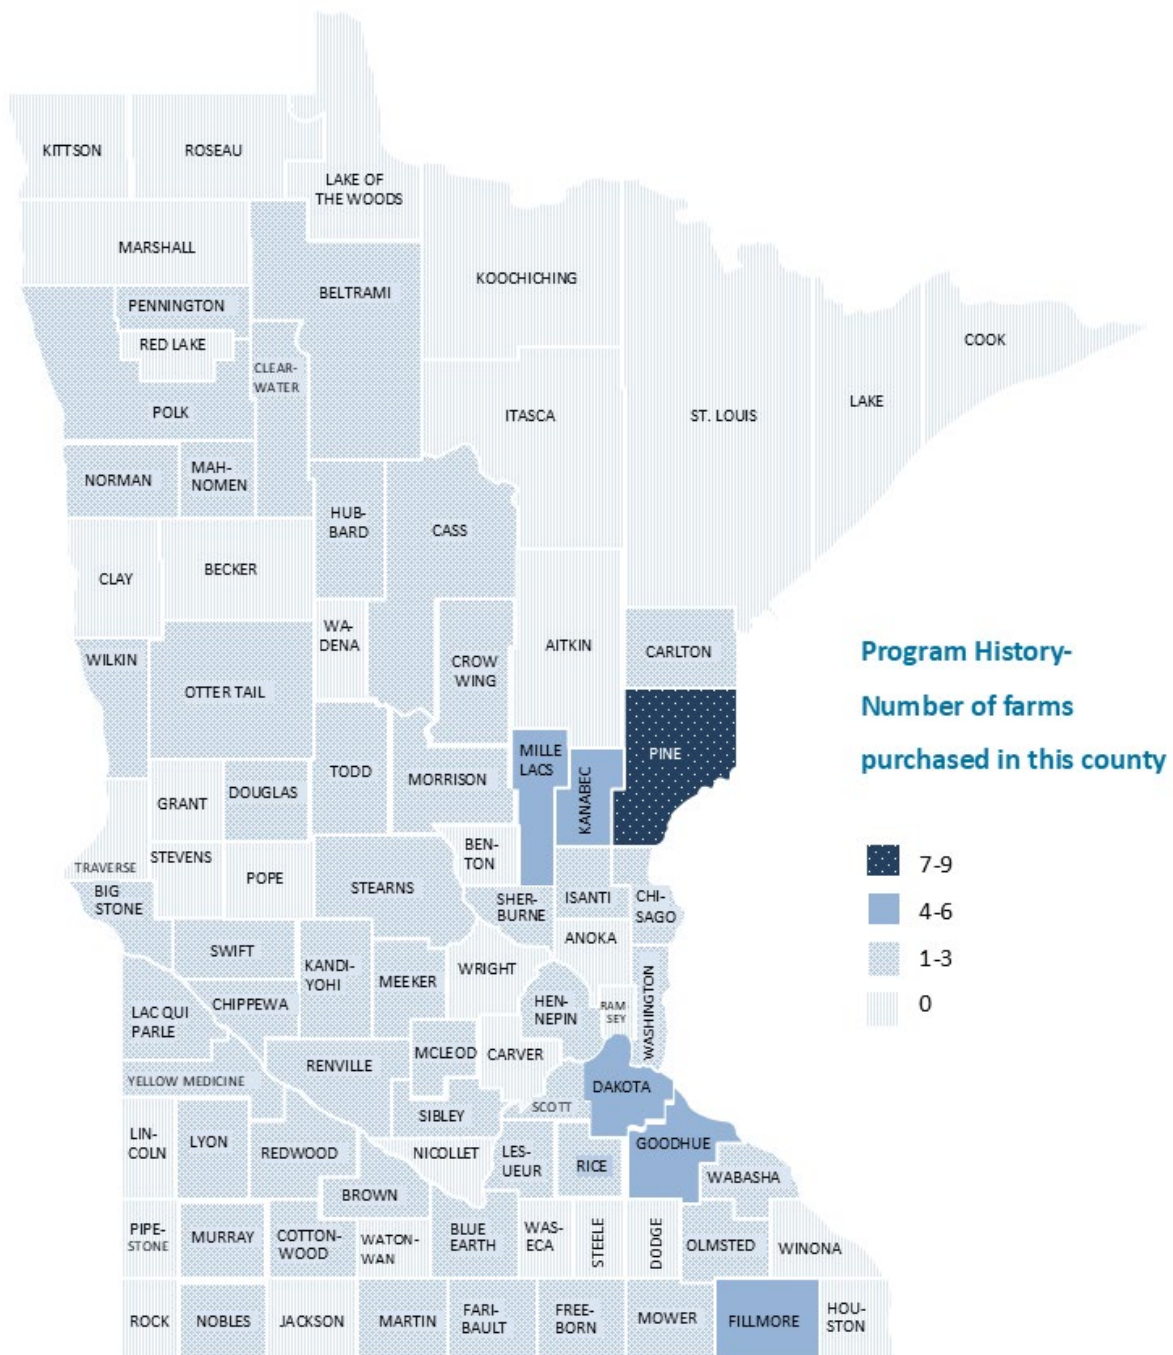 KITTSON
ROSEAU
LAKE OF
THE WOODS
MARSHALL
KOOCHICHING
BELTRAMI
PENNINGTON
RED LAKE
COOK
CLEAR-
WATER
LAKE
POLK
ITASCA
ST. LOUIS
MAH-
NOMEN
NORMAN
HUB-
BARD
CASS
BECKER
CLAY
WA-
DENA
AITKIN
CARLTON
WILKIN
CROW
WING
OTTER TAIL
Program History-
Number of farms
purchased in this county
MILLE
LACS
PINE
TODD
MORRISON
DOUGLAS
GRANT
KANABEC
BEN-
TON
STEVENS
TRAVERSE
POPE
STEARNS
7-9
BIG
STONE
SHER-
BURNE
ISANTI
CHI-
SAGO
4-6
ANOKA
SWIFT
1-3
KANDI-
YOHI
MEEKER
WRIGHT
CHIPPEWA
HEN-
NEPIN
RAM
SEY
WASHINGTON
0
LAC QUI
PARLE
MCLEOD
CARVER
RENVILLE
YELLOW MEDICINE
DAKOTA
SCOTT
SIBLEY
LIN-
COLN
LYON
REDWOOD
NICOLLET
LES-
UEUR
RICE
GOODHUE
WABASHA
BROWN
PIPE-
STONE
MURRAY
COTTON-
WOOD
WATON-
WAN
BLUE
EARTH
WAS-
ECA
STEELE
DODGE
OLMSTED
WINONA
ROCK
NOBLES
JACKSON
MARTIN
FARI-
BAULT
FREE-
BORN
MOWER
FILLMORE
HOU-
STON